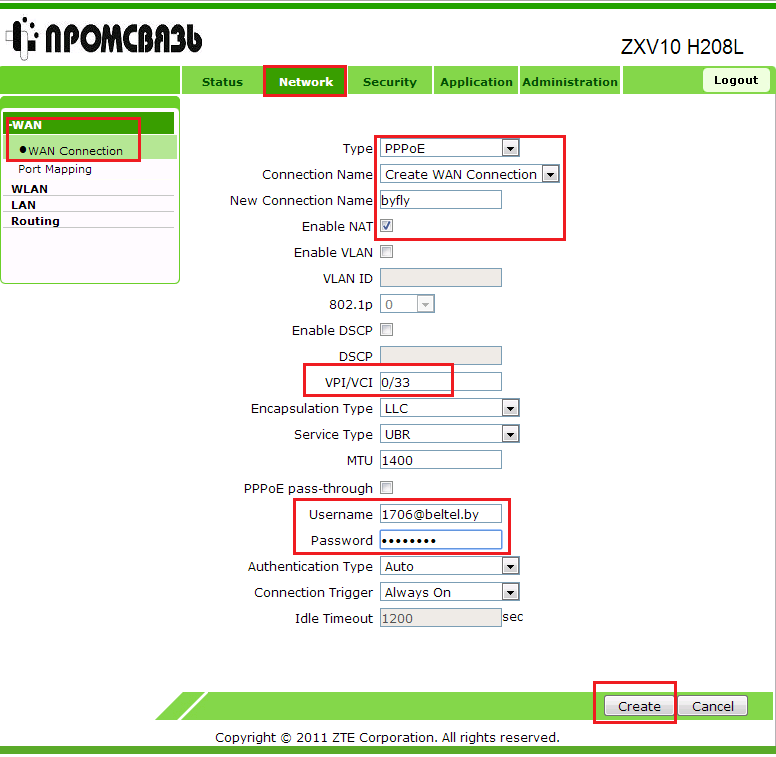 ПРОМСВЯЗЬ
ZXV10 H208L
Status Network Security Application Administration Logout
-WAN
WAN Connection
Port Mapping
WLAN
LAN
Routing
Type PPPoE
Connection Name Create WAN Connection
New Connection Name byfly
Enable NAT
Enable VLAN
VLAN ID
802.1p 0
Enable DSCP
DSCP
VPI/VCI 0/33
Encapsulation Type LLC
Service Type UBR
MTU 1400
PPPoE pass-through
Username 1706@beltel.by
Password ••••••••
Authentication Type Auto
Connection Trigger Always On
Idle Timeout 1200 sec
Create Cancel
Copyright © 2011 ZTE Corporation. All rights reserved.